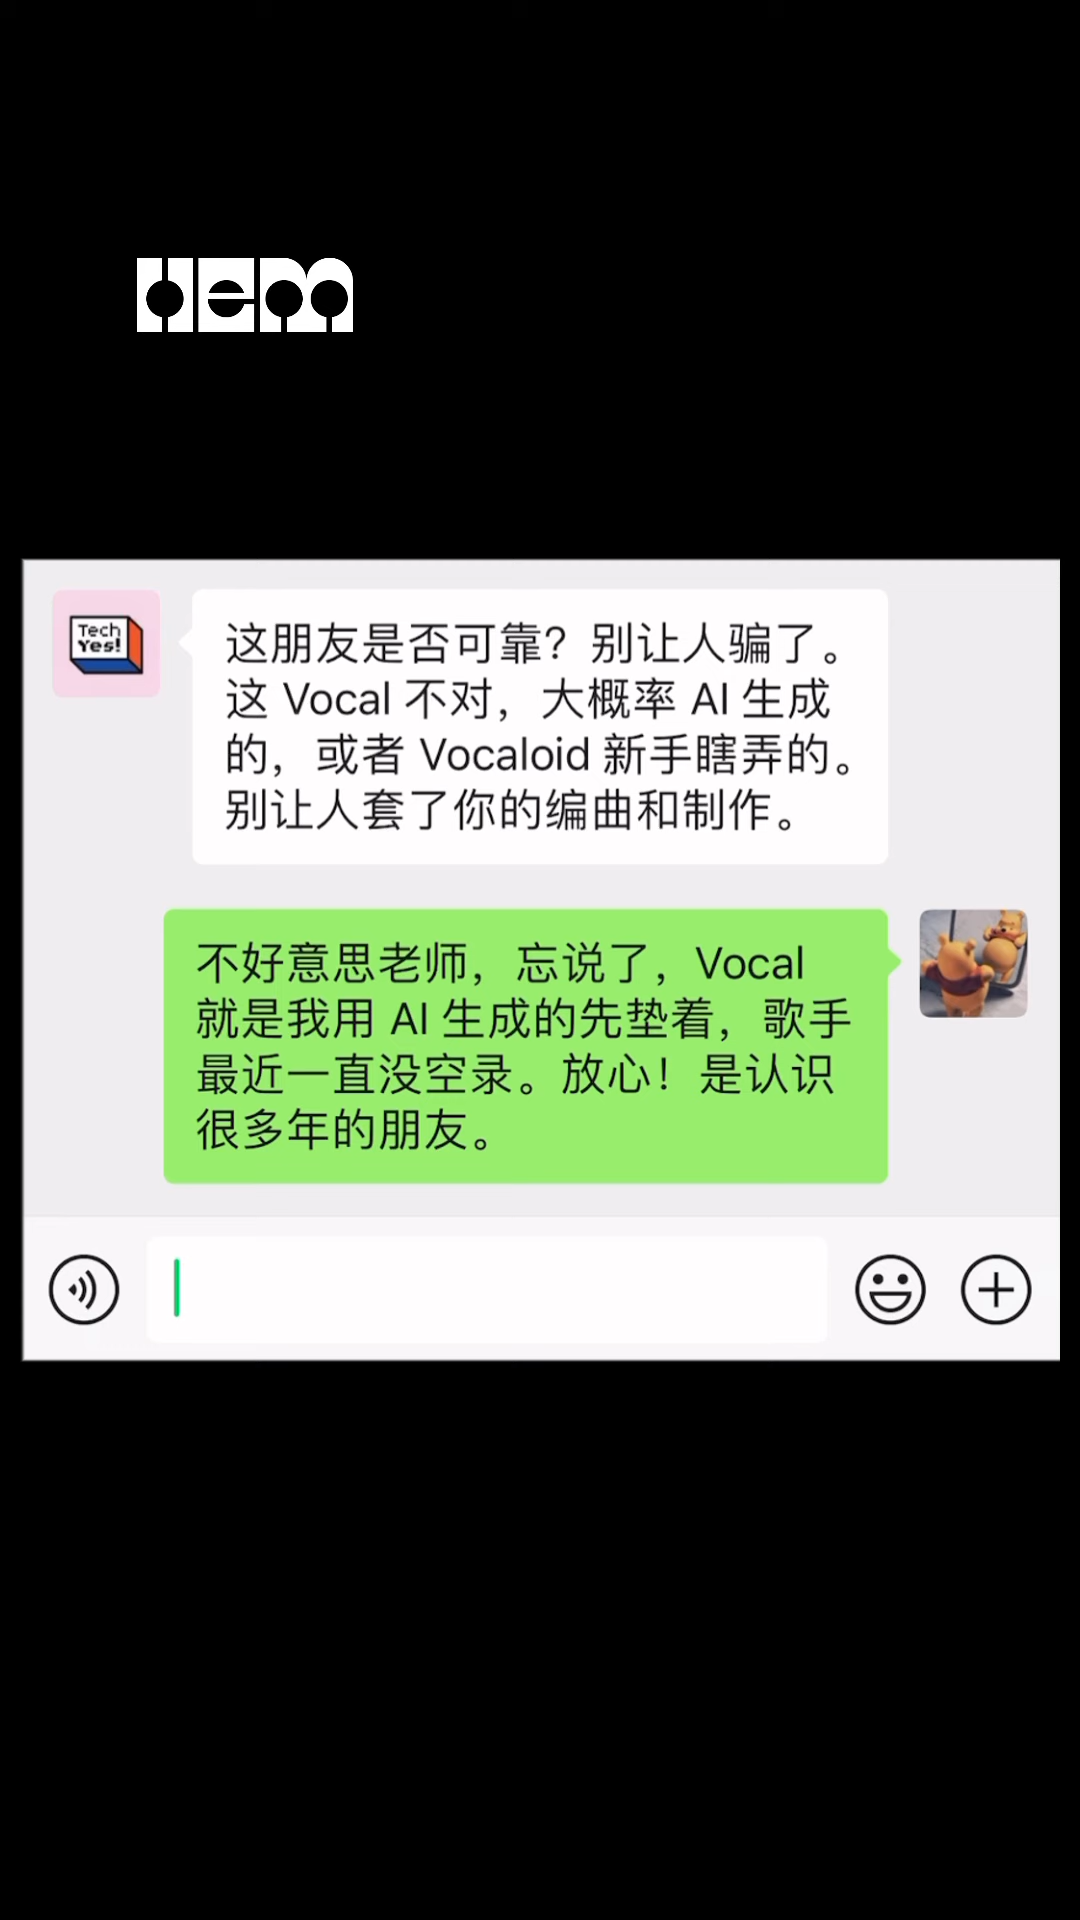 hem
Tech
Yes!
这朋友是否可靠？别让人骗了。
这 Vocal 不对，大概率 AI 生成
的，或者 Vocaloid 新手瞎弄的。
别让人套了你的编曲和制作。
不好意思老师，忘说了，Vocal
就是我用 AI 生成的先垫着，歌手
最近一直没空录。放心！是认识
很多年的朋友。